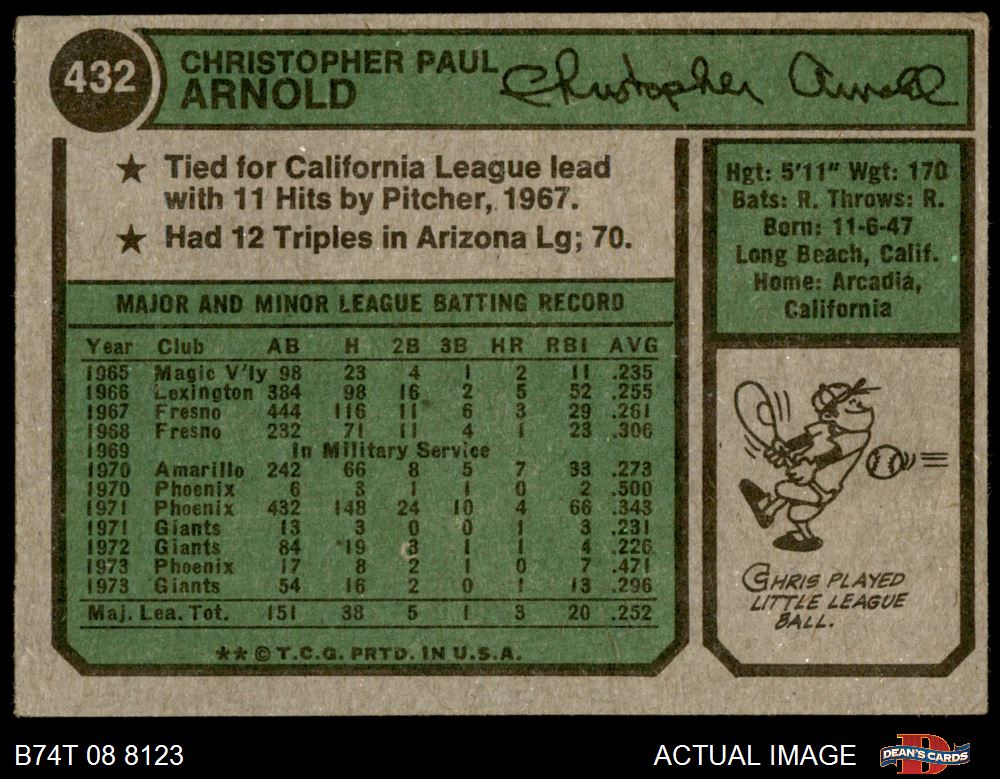 432
CHRISTOPHER PAUL
ARNOLD
Christopher Arnold
★ Tied for California League lead
with 11 Hits by Pitcher, 1967.
★ Had 12 Triples in Arizona Lg; 70.
MAJOR AND MINOR LEAGUE BATTING RECORD
Year Club AB H 2B 3B HR RBI AVG
1965 Magic V'ly 98 23 4 1 2 11 .235
1966 Lexington 384 98 16 2 5 52 .255
1967 Fresno 444 116 11 6 3 29 .261
1968 Fresno 232 71 11 4 1 23 .306
1969 In Military Service
1970 Amarillo 242 66 8 5 7 33 .273
1970 Phoenix 6 3 1 1 0 2 .500
1971 Phoenix 432 148 24 10 4 66 .343
1971 Giants 13 3 0 0 1 3 .231
1972 Giants 84 19 3 1 1 4 .226
1973 Phoenix 17 8 2 1 0 7 .471
1973 Giants 54 16 2 0 1 13 .296
Maj. Lea. Tot. 151 38 5 1 3 20 .252
** © T.C.G. PRTD. IN U.S.A.
Hgt: 5'11" Wgt: 170
Bats: R. Throws: R.
Born: 11-6-47
Long Beach, Calif.
Home: Arcadia,
California
CHRIS PLAYED
LITTLE LEAGUE
BALL.
B74T 08 8123
ACTUAL IMAGE
DEAN'S CARDS